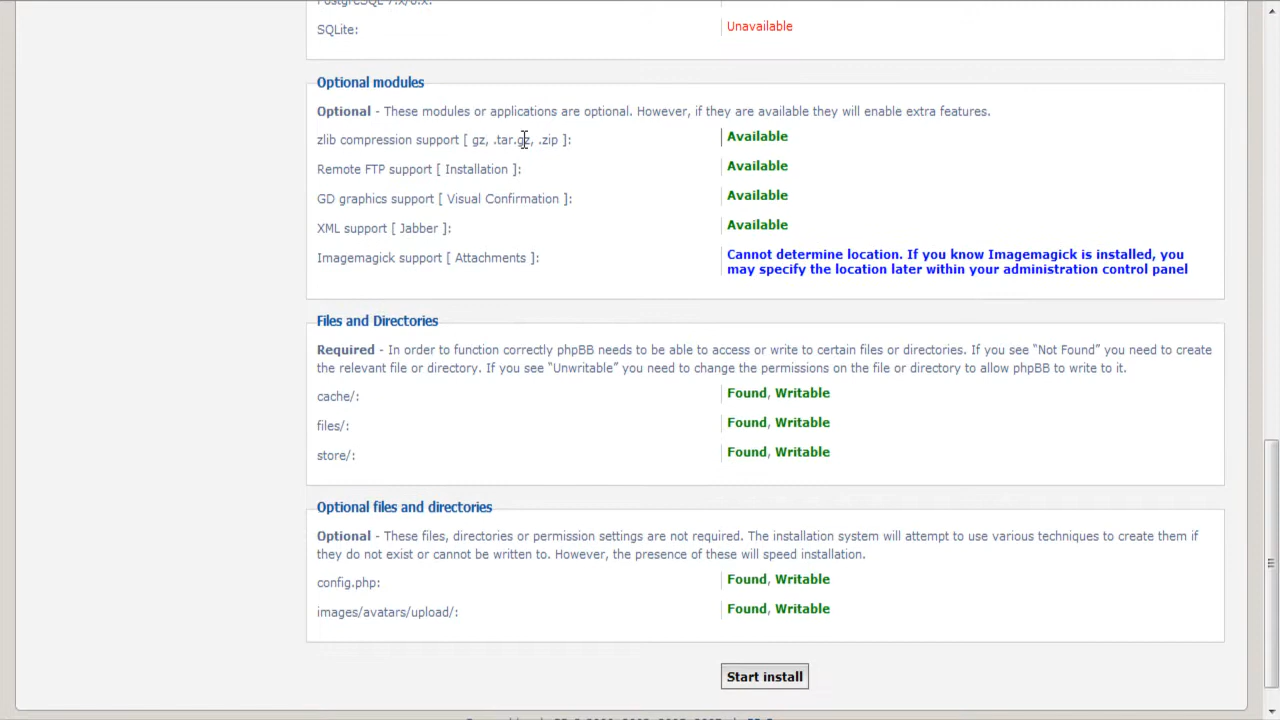 SQLite:
Unavailable
Optional modules
Optional - These modules or applications are optional. However, if they are available they will enable extra features.
zlib compression support [ gz, .tar.gz, .zip ]:
Available
Remote FTP support [ Installation ]:
Available
GD graphics support [ Visual Confirmation ]:
Available
XML support [ Jabber ]:
Available
Imagemagick support [ Attachments ]:
Cannot determine location. If you know Imagemagick is installed, you
may specify the location later within your administration control panel
Files and Directories
Required - In order to function correctly phpBB needs to be able to access or write to certain files or directories. If you see “Not Found” you need to create
the relevant file or directory. If you see “Unwritable” you need to change the permissions on the file or directory to allow phpBB to write to it.
cache/:
Found, Writable
files/:
Found, Writable
store/:
Found, Writable
Optional files and directories
Optional - These files, directories or permission settings are not required. The installation system will attempt to use various techniques to create them if
they do not exist or cannot be written to. However, the presence of these will speed installation.
config.php:
Found, Writable
images/avatars/upload/:
Found, Writable
Start install